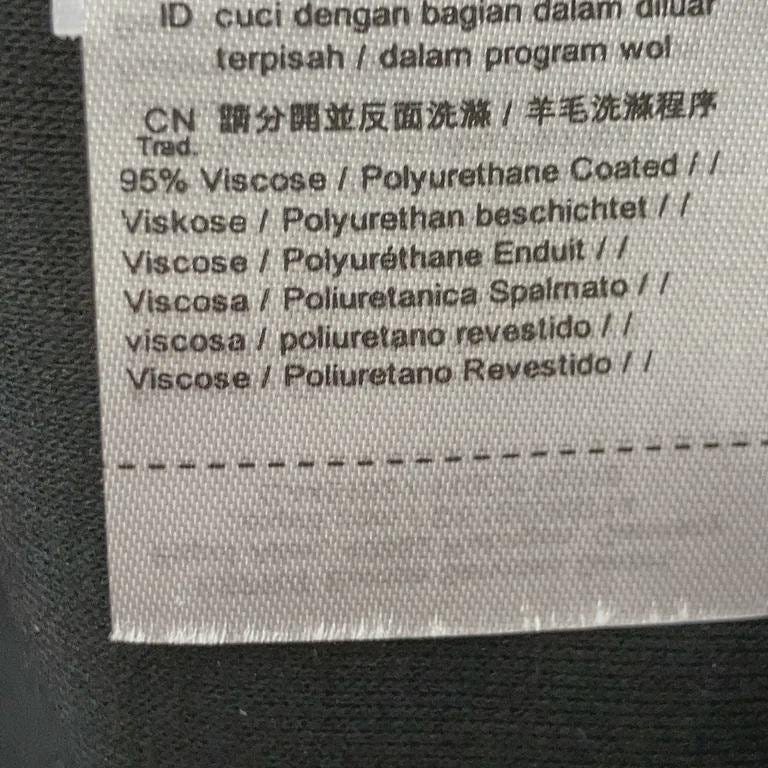 ID cuci dengan bagian dalam diluar
terpisah / dalam program wol
CN 請分開並反面洗滌 / 羊毛洗滌程序
Trad.
95% Viscose / Polyurethane Coated / /
Viskose / Polyurethan beschichtet / /
Viscose / Polyuréthane Enduit / /
Viscosa / Poliuretanica Spalmato / /
viscosa / poliuretano revestido / /
Viscose / Poliuretano Revestido / /